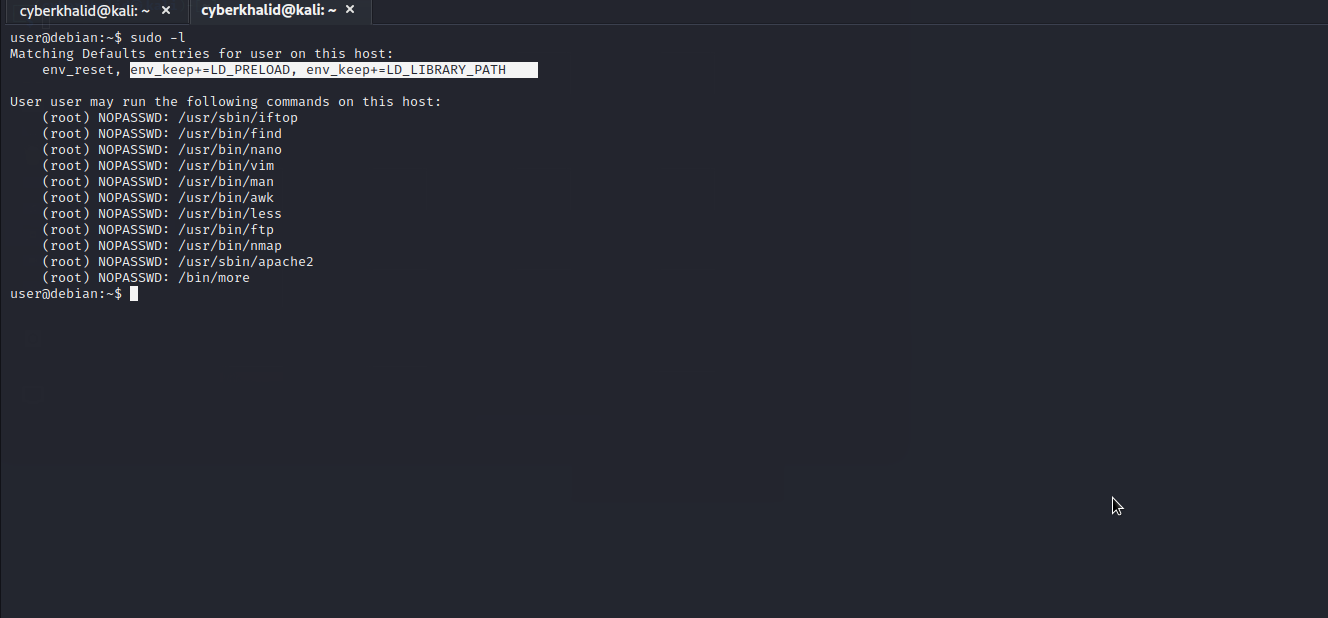 cyberkhalid@kali: ~ × cyberkhalid@kali: ~ ×
user@debian:~$ sudo -l
Matching Defaults entries for user on this host:
    env_reset, env_keep+=LD_PRELOAD, env_keep+=LD_LIBRARY_PATH

User user may run the following commands on this host:
    (root) NOPASSWD: /usr/sbin/iftop
    (root) NOPASSWD: /usr/bin/find
    (root) NOPASSWD: /usr/bin/nano
    (root) NOPASSWD: /usr/bin/vim
    (root) NOPASSWD: /usr/bin/man
    (root) NOPASSWD: /usr/bin/awk
    (root) NOPASSWD: /usr/bin/less
    (root) NOPASSWD: /usr/bin/ftp
    (root) NOPASSWD: /usr/bin/nmap
    (root) NOPASSWD: /usr/sbin/apache2
    (root) NOPASSWD: /bin/more
user@debian:~$